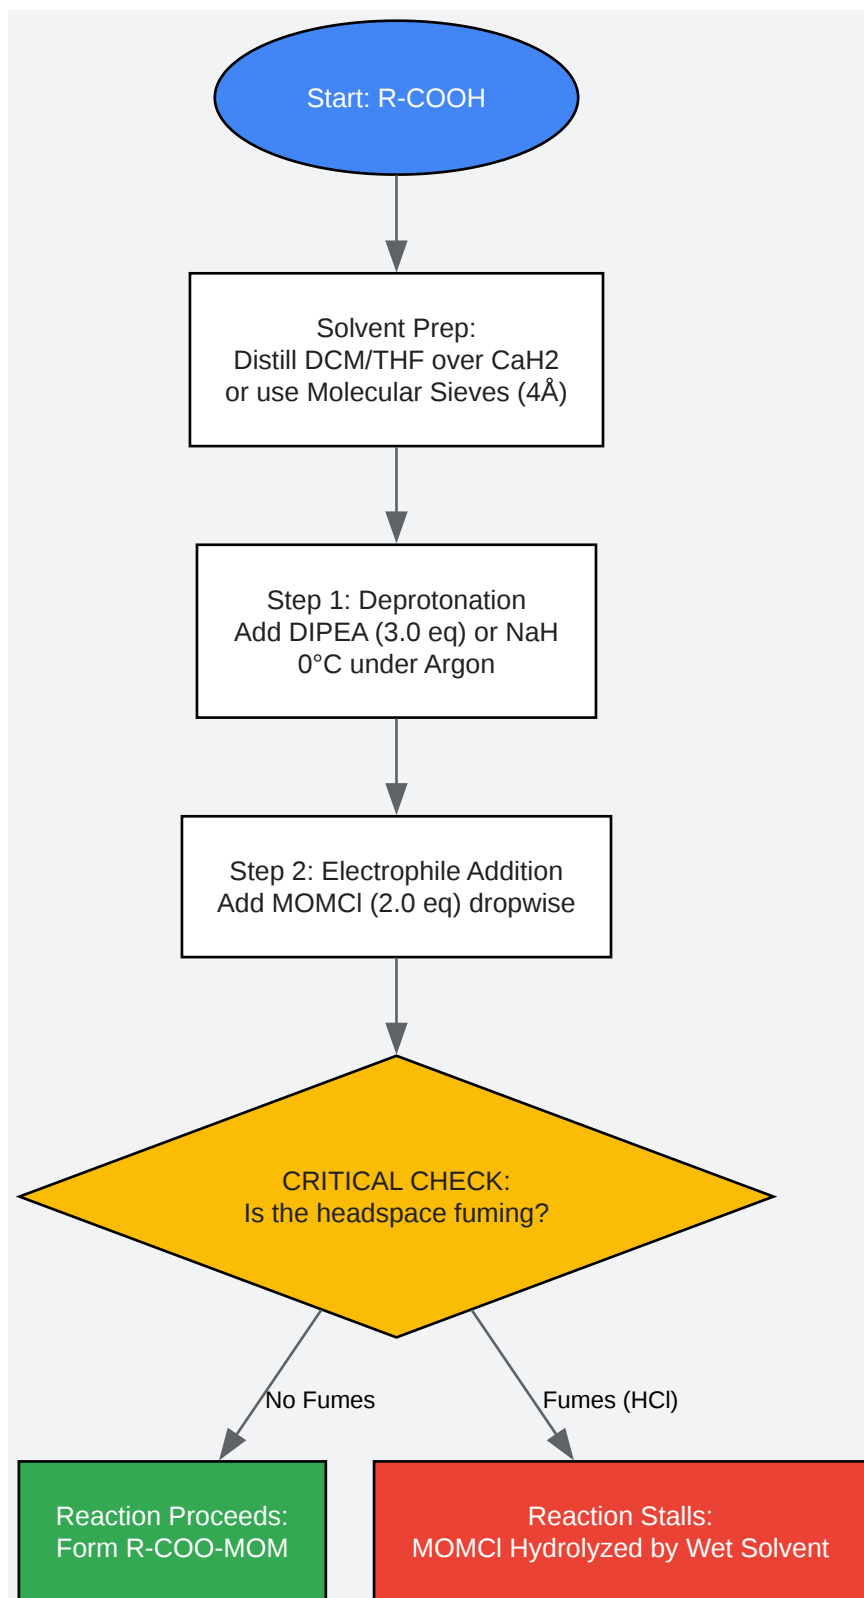 Start: R-COOH
Solvent Prep:
Distill DCM/THF over CaH2
or use Molecular Sieves (4Å)
Step 1: Deprotonation
Add DIPEA (3.0 eq) or NaH
0°C under Argon
Step 2: Electrophile Addition
Add MOMCl (2.0 eq) dropwise
CRITICAL CHECK:
Is the headspace fuming?
No Fumes
Fumes (HCl)
Reaction Proceeds:
Form R-COO-MOM
Reaction Stalls:
MOMCl Hydrolyzed by Wet Solvent